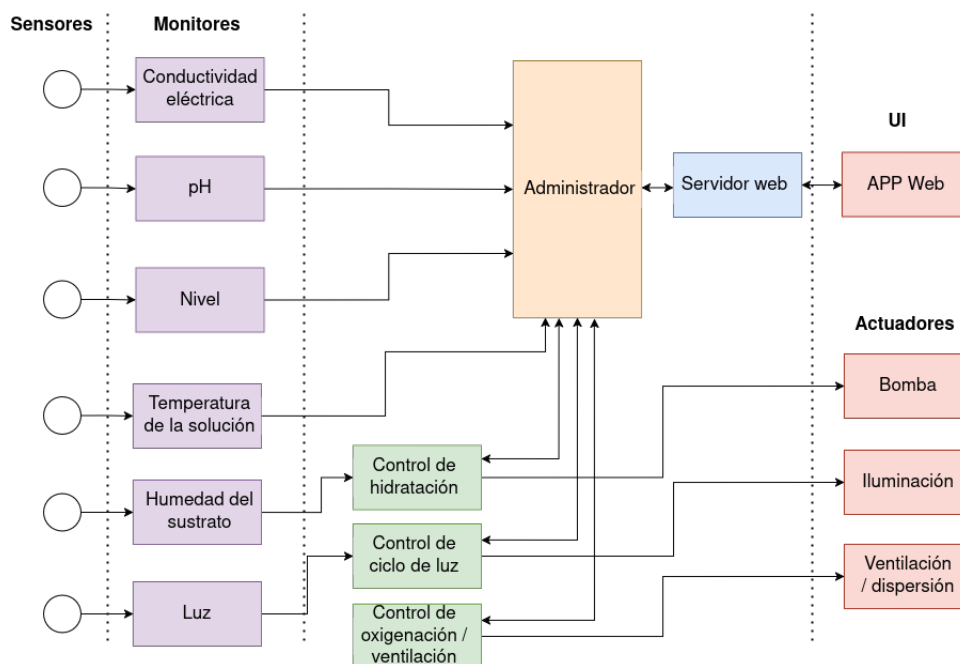 Sensores
Monitores
Conductividad
eléctrica
pH
Nivel
Temperatura
de la solución
Humedad del
sustrato
Luz
Control de
hidratación
Control de
ciclo de luz
Control de
oxigenación /
ventilación
Administrador
Servidor web
UI
APP Web
Actuadores
Bomba
Iluminación
Ventilación
/ dispersión